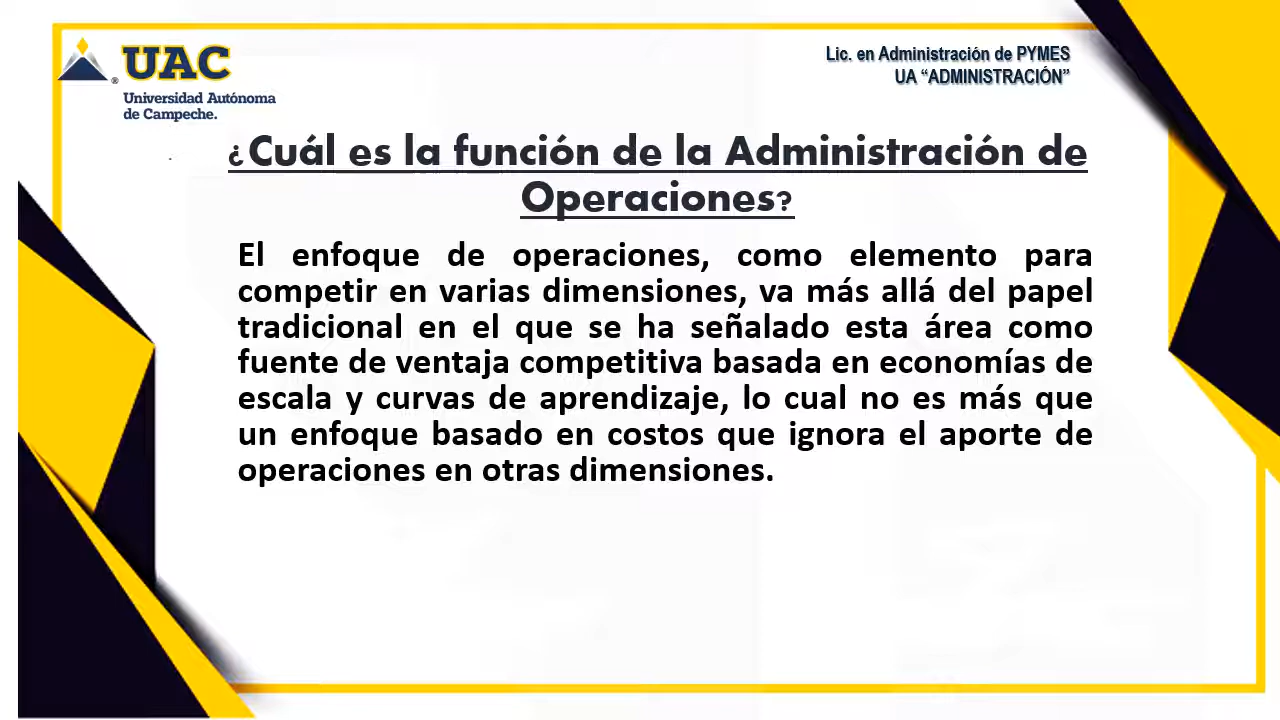 UAC
®
Universidad Autónoma
de Campeche.
Lic. en Administración de PYMES
UA “ADMINISTRACIÓN”
¿Cuál es la función de la Administración de
Operaciones?
El enfoque de operaciones, como elemento para
competir en varias dimensiones, va más allá del papel
tradicional en el que se ha señalado esta área como
fuente de ventaja competitiva basada en economías de
escala y curvas de aprendizaje, lo cual no es más que
un enfoque basado en costos que ignora el aporte de
operaciones en otras dimensiones.